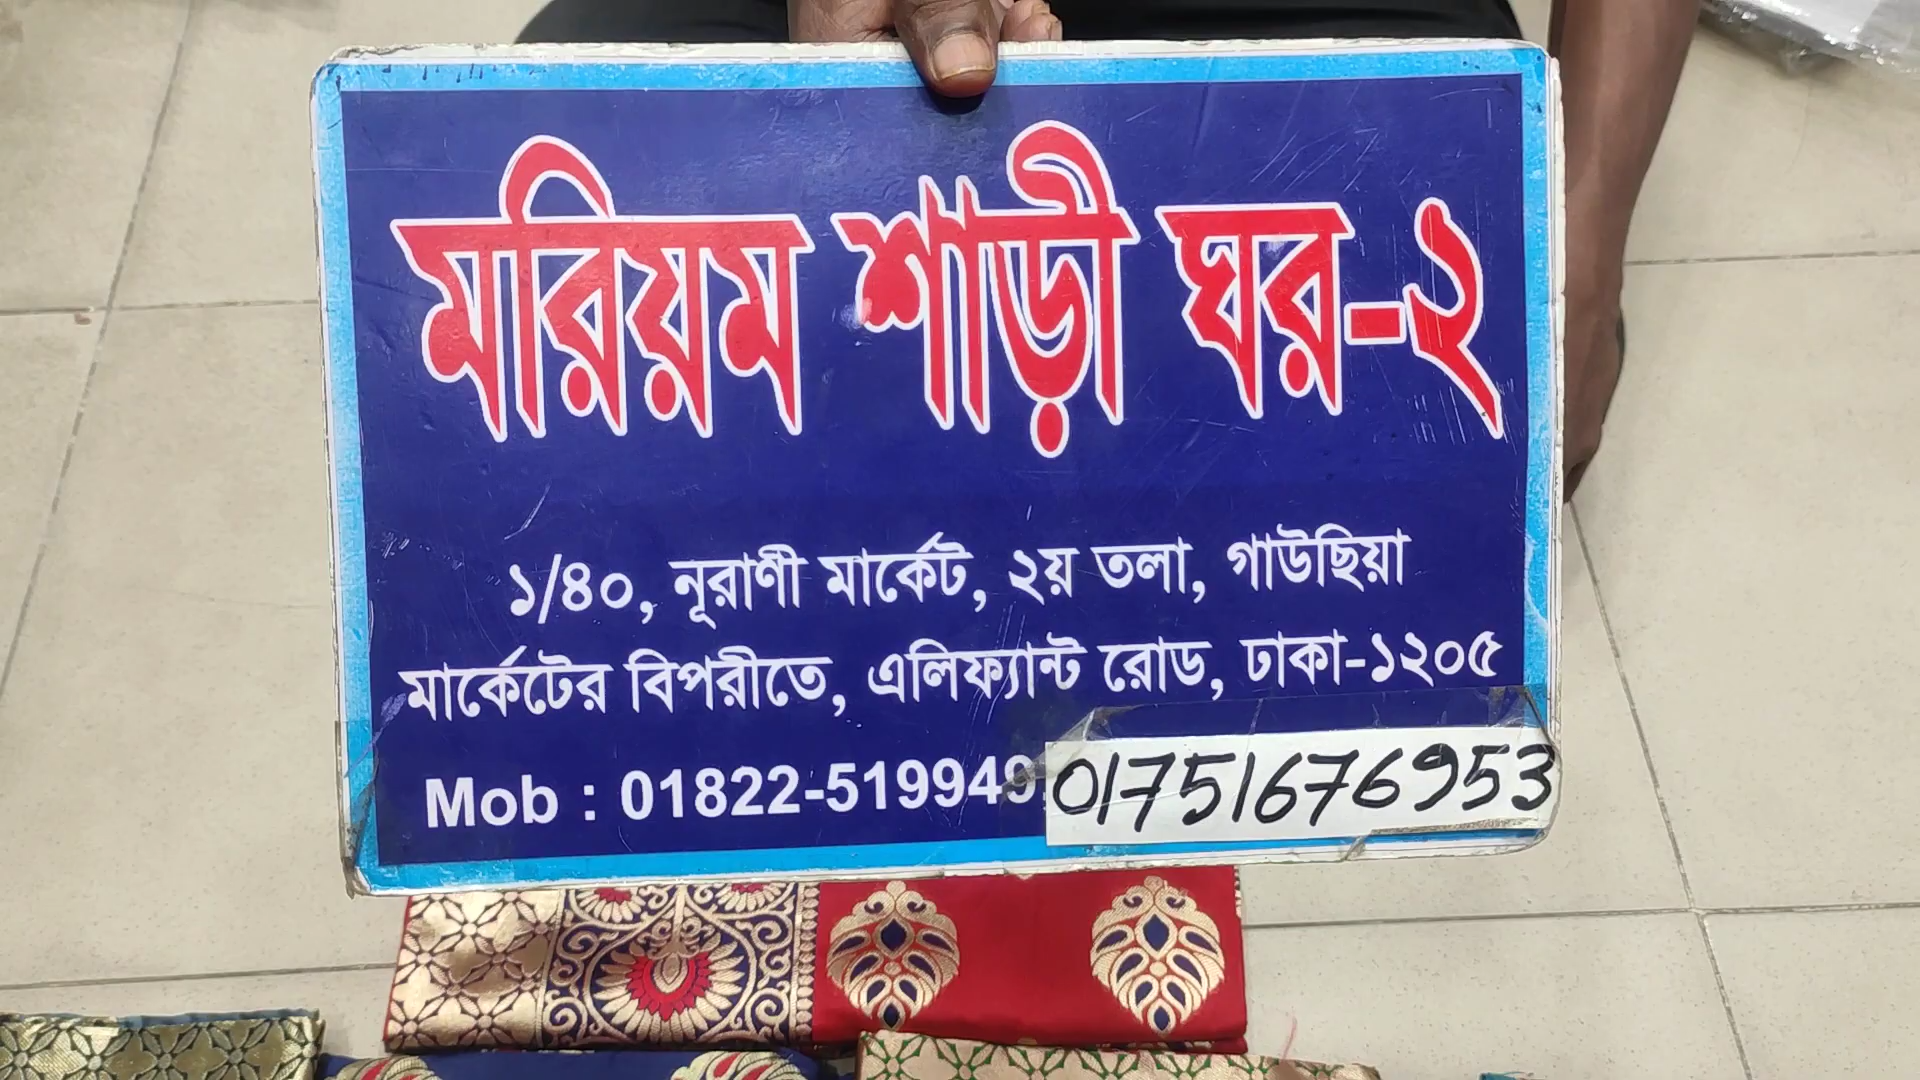 মরিয়ম শাড়ী ঘর-২
১/৪০, নূরাণী মার্কেট, ২য় তলা, গাউছিয়া
মার্কেটের বিপরীতে, এলিফ্যান্ট রোড, ঢাকা-১২০৫
Mob : 01822-519949, 01751676953